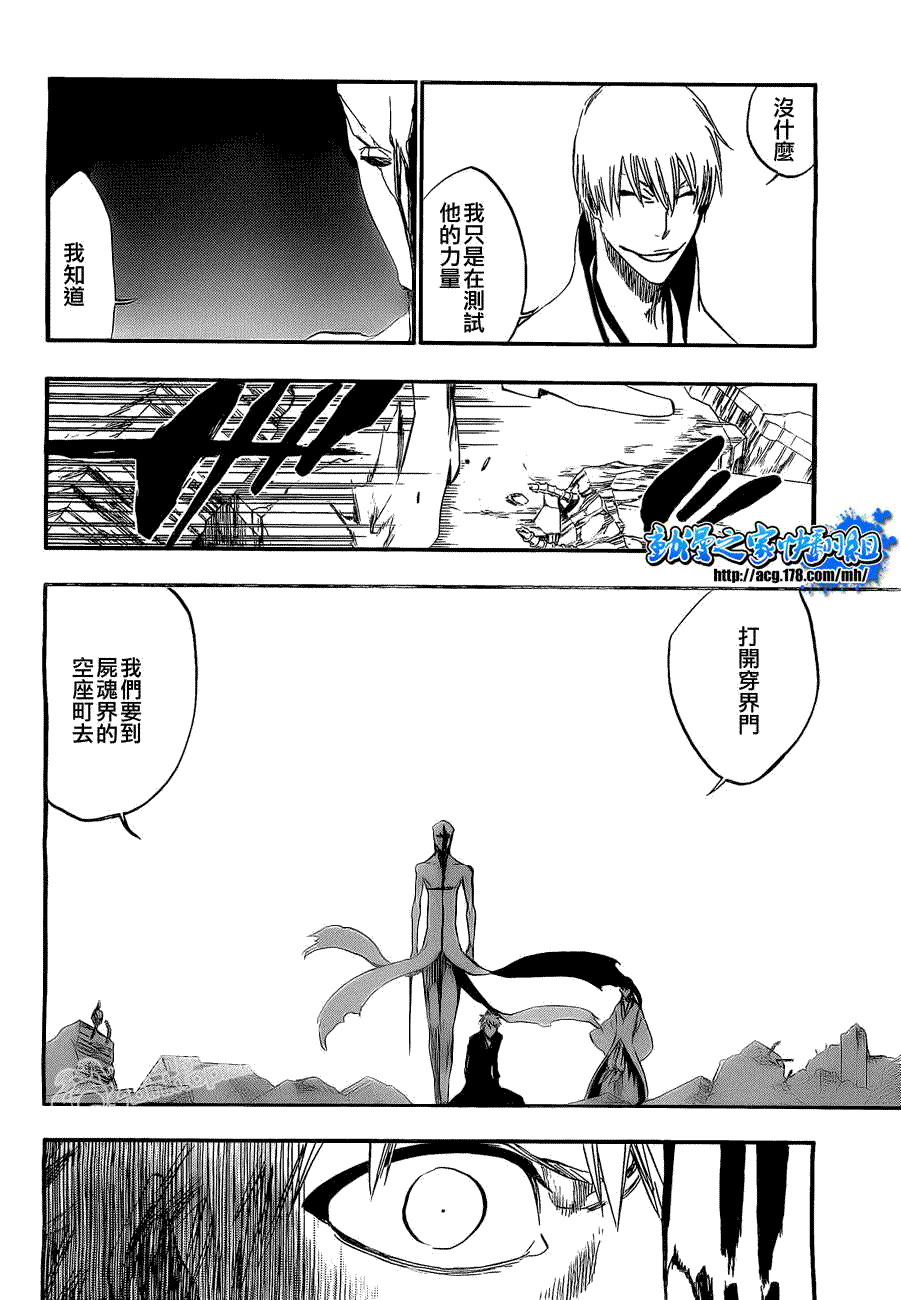 沒什麼
我只是在測試
他的力量
我知道
動漫之家快翻組
http://acg.178.com/mh/
打開穿界門
我們要到
屍魂界的
空座町去